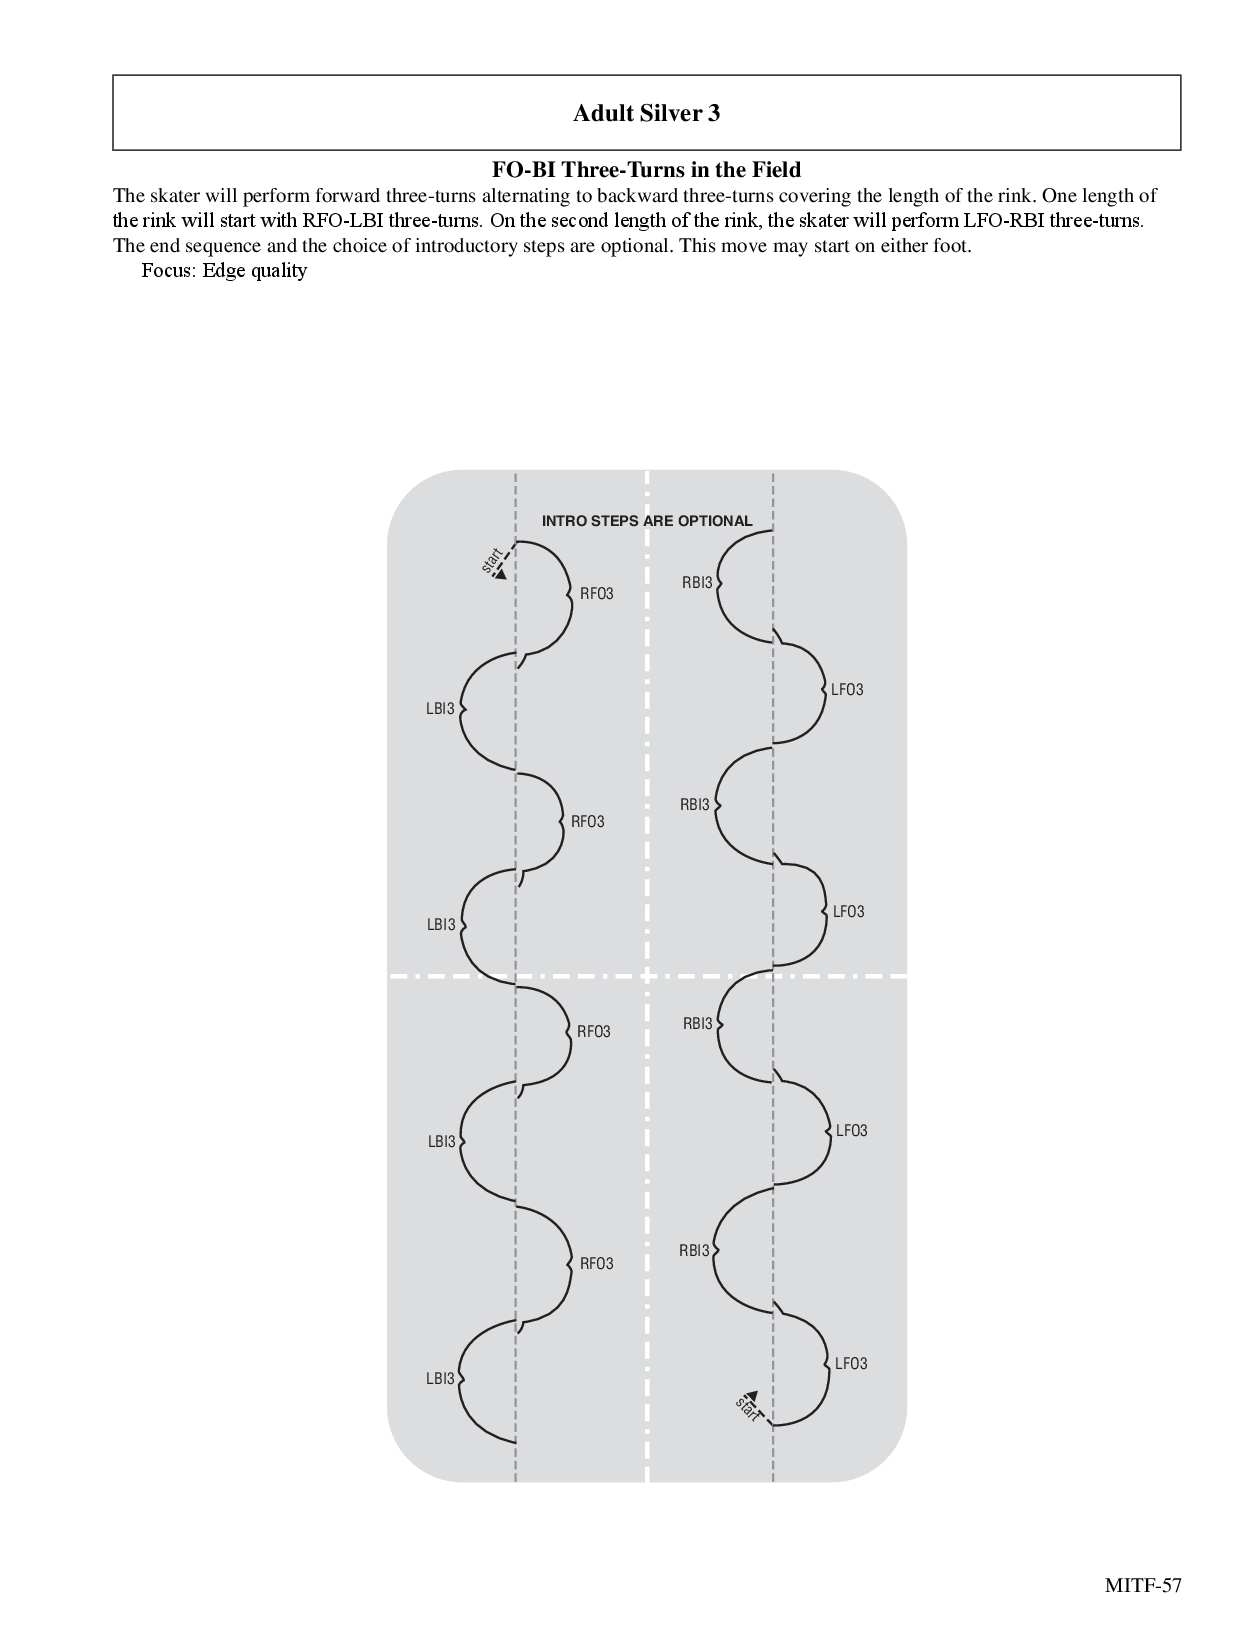 Adult Silver 3
FO-BI Three-Turns in the Field
The skater will perform forward three-turns alternating to backward three-turns covering the length of the rink. One length of
the rink will start with RFO-LBI three-turns. On the second length of the rink, the skater will perform LFO-RBI three-turns.
The end sequence and the choice of introductory steps are optional. This move may start on either foot.
Focus: Edge quality
INTRO STEPS ARE OPTIONAL
start
RFO3
LBI3
RFO3
LBI3
RFO3
LBI3
RFO3
LBI3
RBI3
LFO3
RBI3
LFO3
RBI3
LFO3
RBI3
LFO3
start
MITF-57